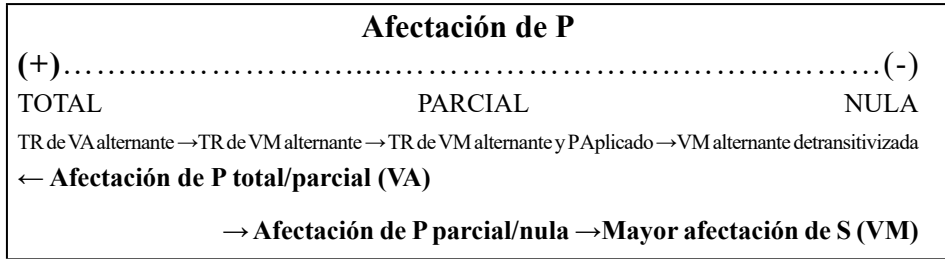 Afectación de P
(+)……...……………...……………………..………………(-)
TOTAL PARCIAL NULA
TR de VA alternante →TR de VM alternante → TR de VM alternante y P Aplicado → VM alternante detransitivizada
← Afectación de P total/parcial (VA)
→ Afectación de P parcial/nula →Mayor afectación de S (VM)